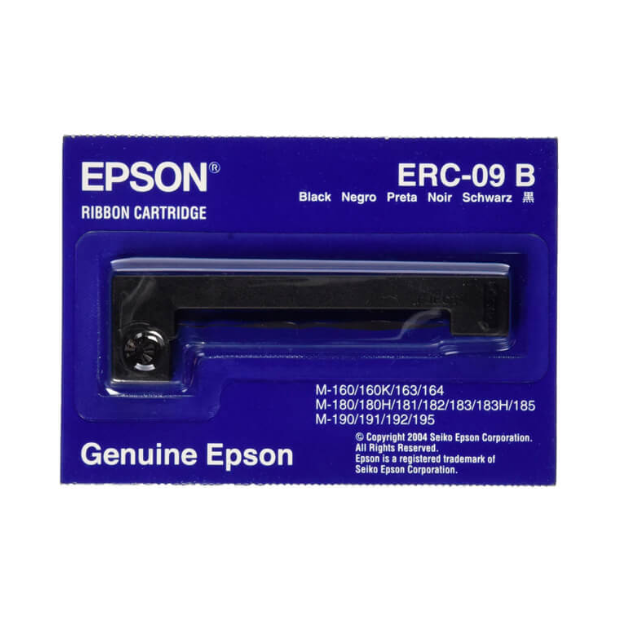 EPSON® ERC-09 B
RIBBON CARTRIDGE Black Negro Preta Noir Schwarz 黒
M-160/160K/163/164
M-180/180H/181/182/183/183H/185
M-190/191/192/195
© Copyright 2004 Seiko Epson Corporation.
All Rights Reserved.
Epson is a registered trademark of
Seiko Epson Corporation.
Genuine Epson